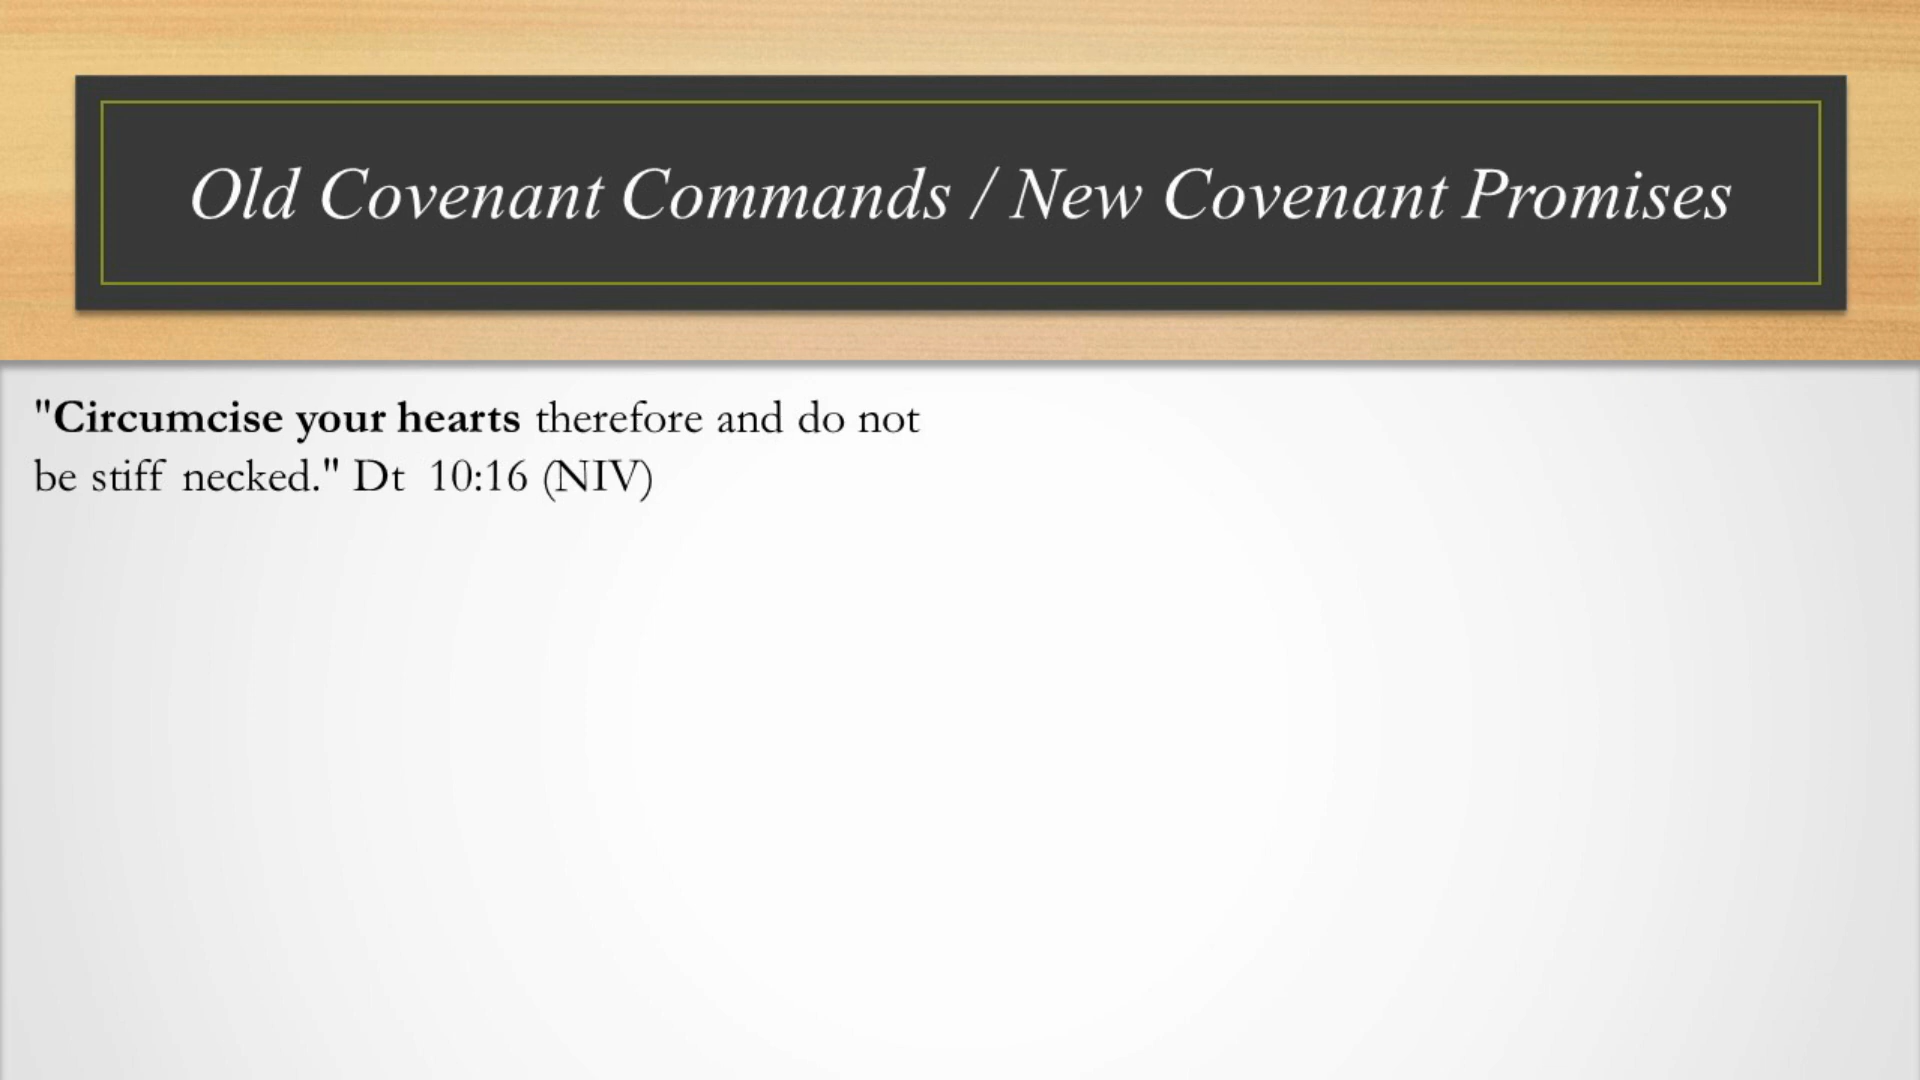 Old Covenant Commands / New Covenant Promises
"Circumcise your hearts therefore and do not
be stiff necked." Dt 10:16 (NIV)